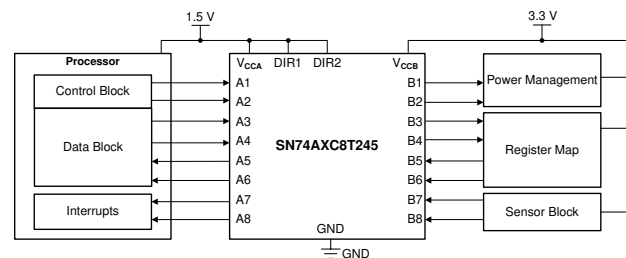 1.5 V
3.3 V
Processor
VCCA
DIR1
DIR2
VCCB
Control Block
A1
A2
Data Block
A3
A4
A5
A6
Interrupts
A7
A8
SN74AXC8T245
GND
GND
B1
B2
B3
B4
B5
B6
B7
B8
Power Management
Register Map
Sensor Block